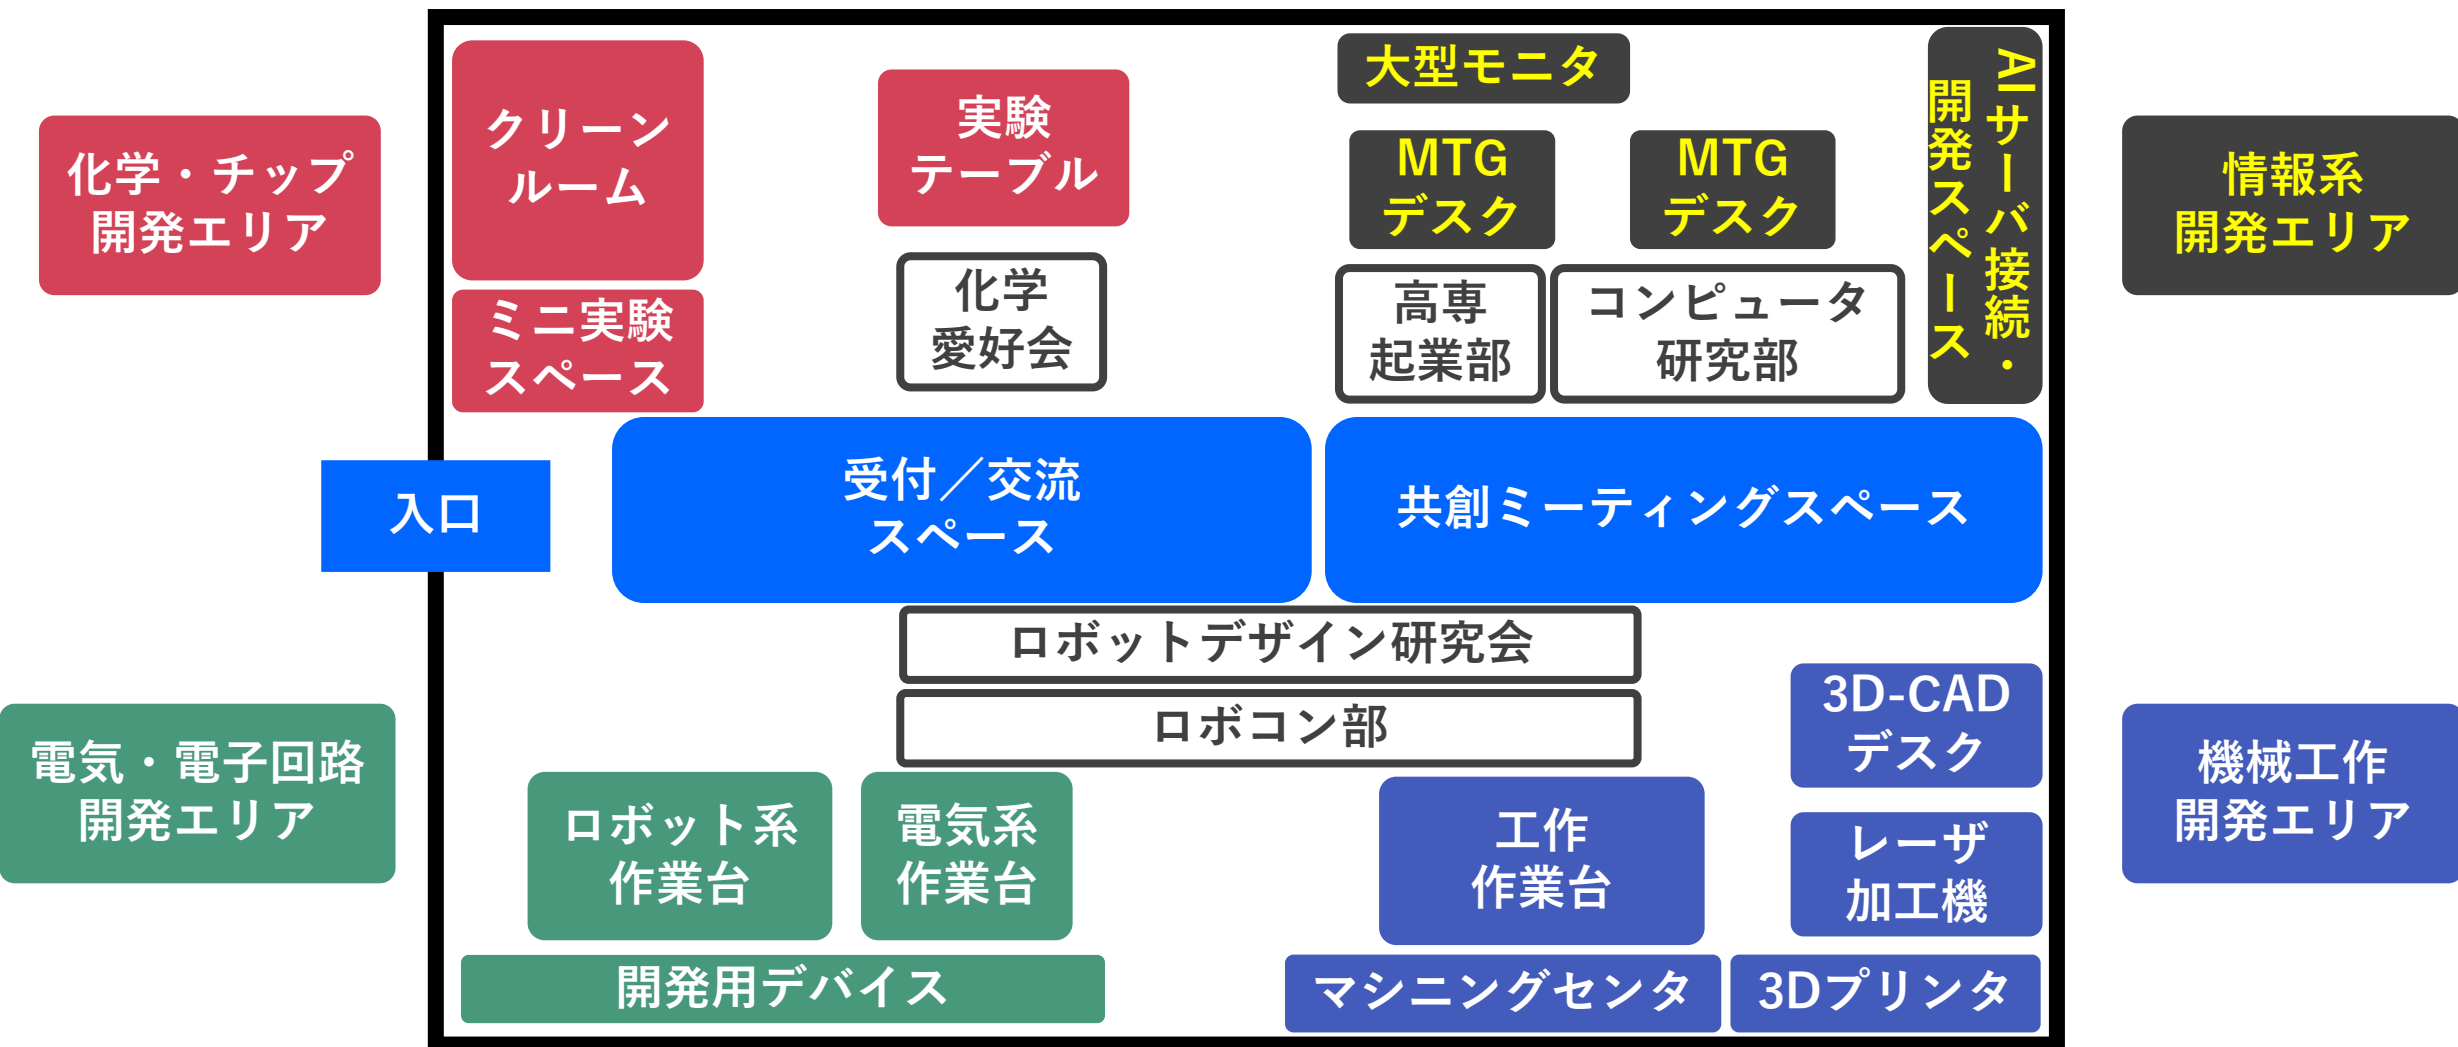 化学・チップ
開発エリア
クリーン
ルーム
ミニ実験
スペース
実験
テーブル
化学
愛好会
大型モニタ
MTG
デスク
MTG
デスク
高専
起業部
コンピュータ
研究部
AIサーバ接続・
開発スペース
情報系
開発エリア
入口
受付／交流
スペース
共創ミーティングスペース
ロボットデザイン研究会
ロボコン部
電気・電子回路
開発エリア
ロボット系
作業台
電気系
作業台
開発用デバイス
工作
作業台
3D-CAD
デスク
レーザ
加工機
マシニングセンタ
3Dプリンタ
機械工作
開発エリア